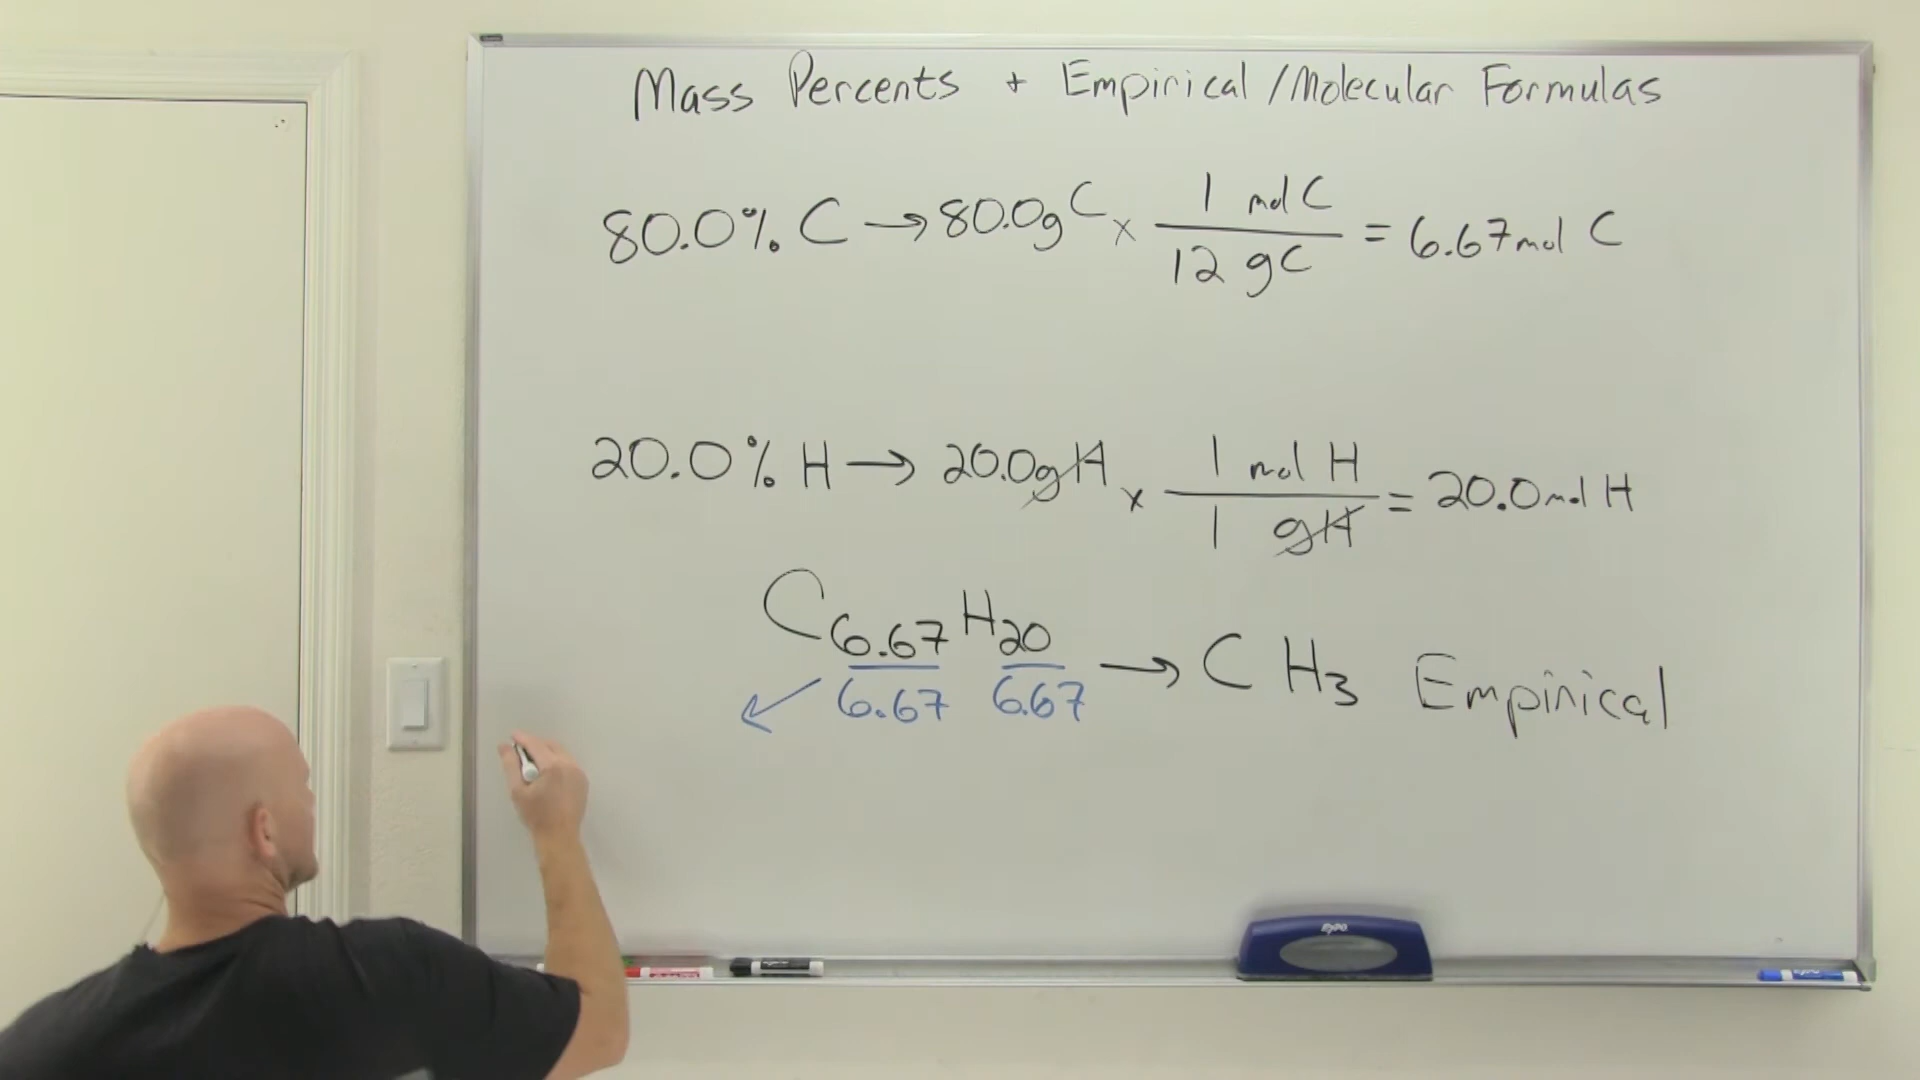 Mass Percents + Empirical / Molecular Formulas
80.0% C → 80.0g C x 1 mol C / 12 g C = 6.67 mol C
20.0% H → 20.0g H x 1 mol H / 1 g H = 20.0 mol H
C6.67 H20 → C H3 Empirical
6.67 6.67
EXPO